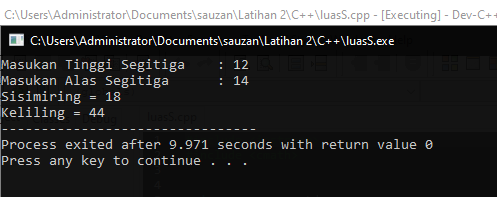 C:\Users\Administrator\Documents\sauzan\Latihan 2\C++\luasS.cpp - [Executing] - Dev-C++
C:\Users\Administrator\Documents\sauzan\Latihan 2\C++\luasS.exe
Masukan Tinggi Segitiga : 12
Masukan Alas Segitiga : 14
Sisimiring = 18
Keliling = 44
luasS.cpp
--------------------------------
Process exited after 9.971 seconds with return value 0
Press any key to continue . . .